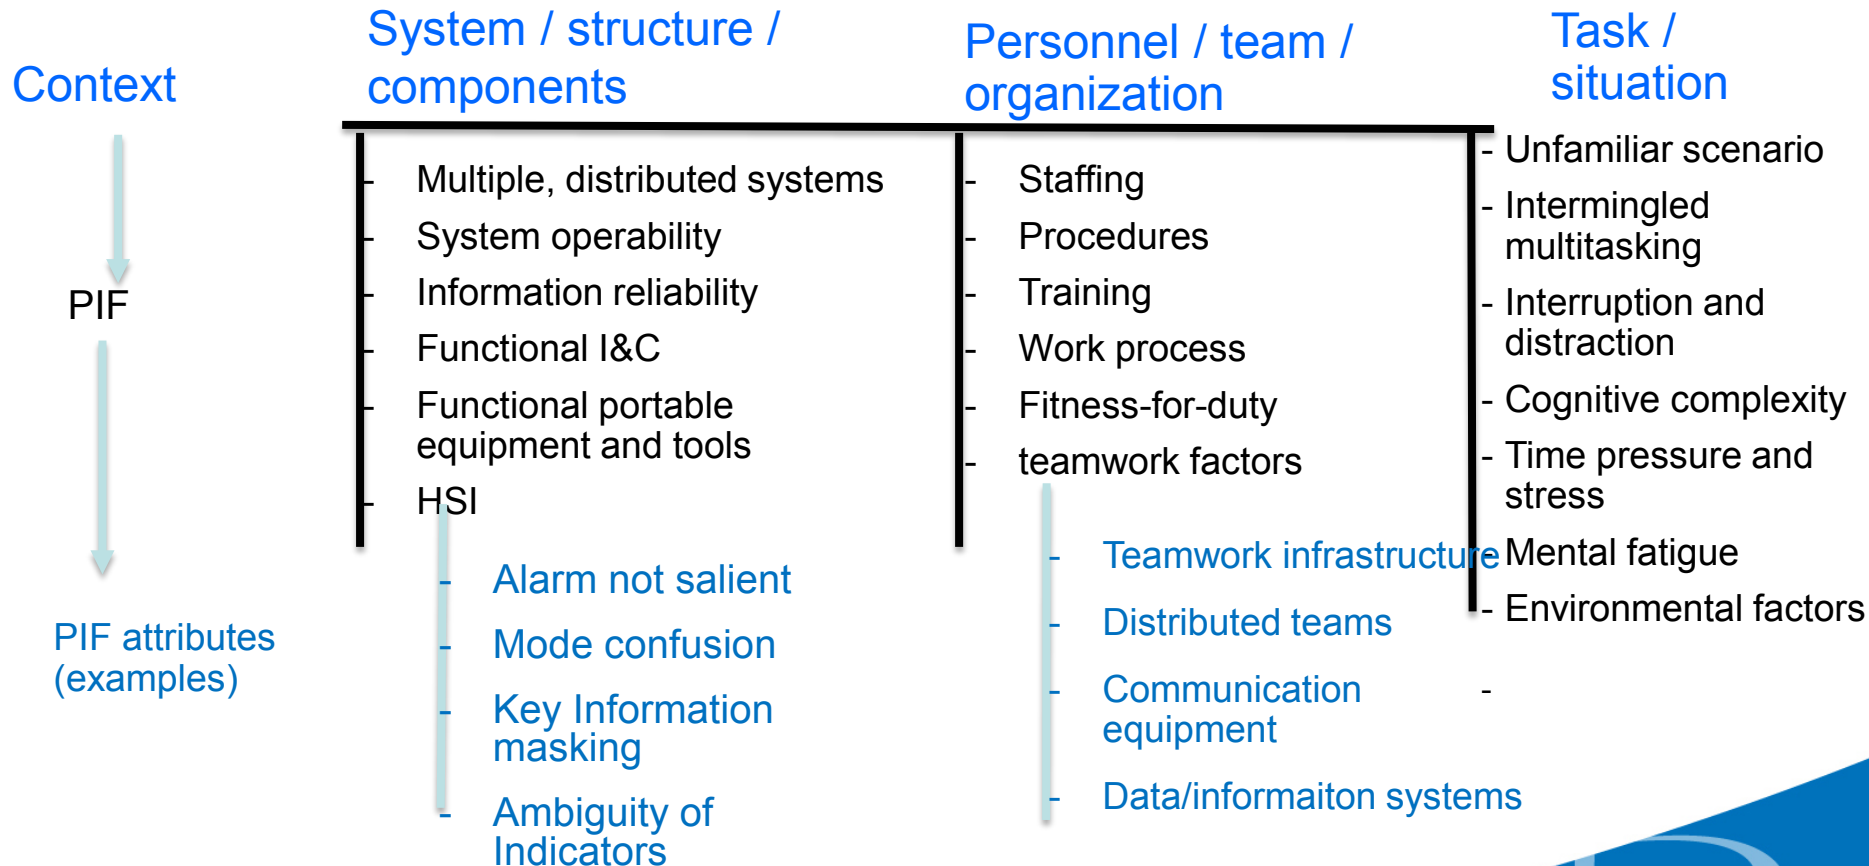 Context
System / structure /
components
Personnel / team /
organization
Task /
situation
PIF
PIF attributes
(examples)
- Multiple, distributed systems
- System operability
- Information reliability
- Functional I&C
- Functional portable
equipment and tools
- HSI
- Alarm not salient
- Mode confusion
- Key Information
masking
- Ambiguity of
Indicators
- Staffing
- Procedures
- Training
- Work process
- Fitness-for-duty
- teamwork factors
- Teamwork infrastructure
- Distributed teams
- Communication
equipment
- Data/informaiton systems
- Unfamiliar scenario
- Intermingled
multitasking
- Interruption and
distraction
- Cognitive complexity
- Time pressure and
stress
- Mental fatigue
- Environmental factors
-